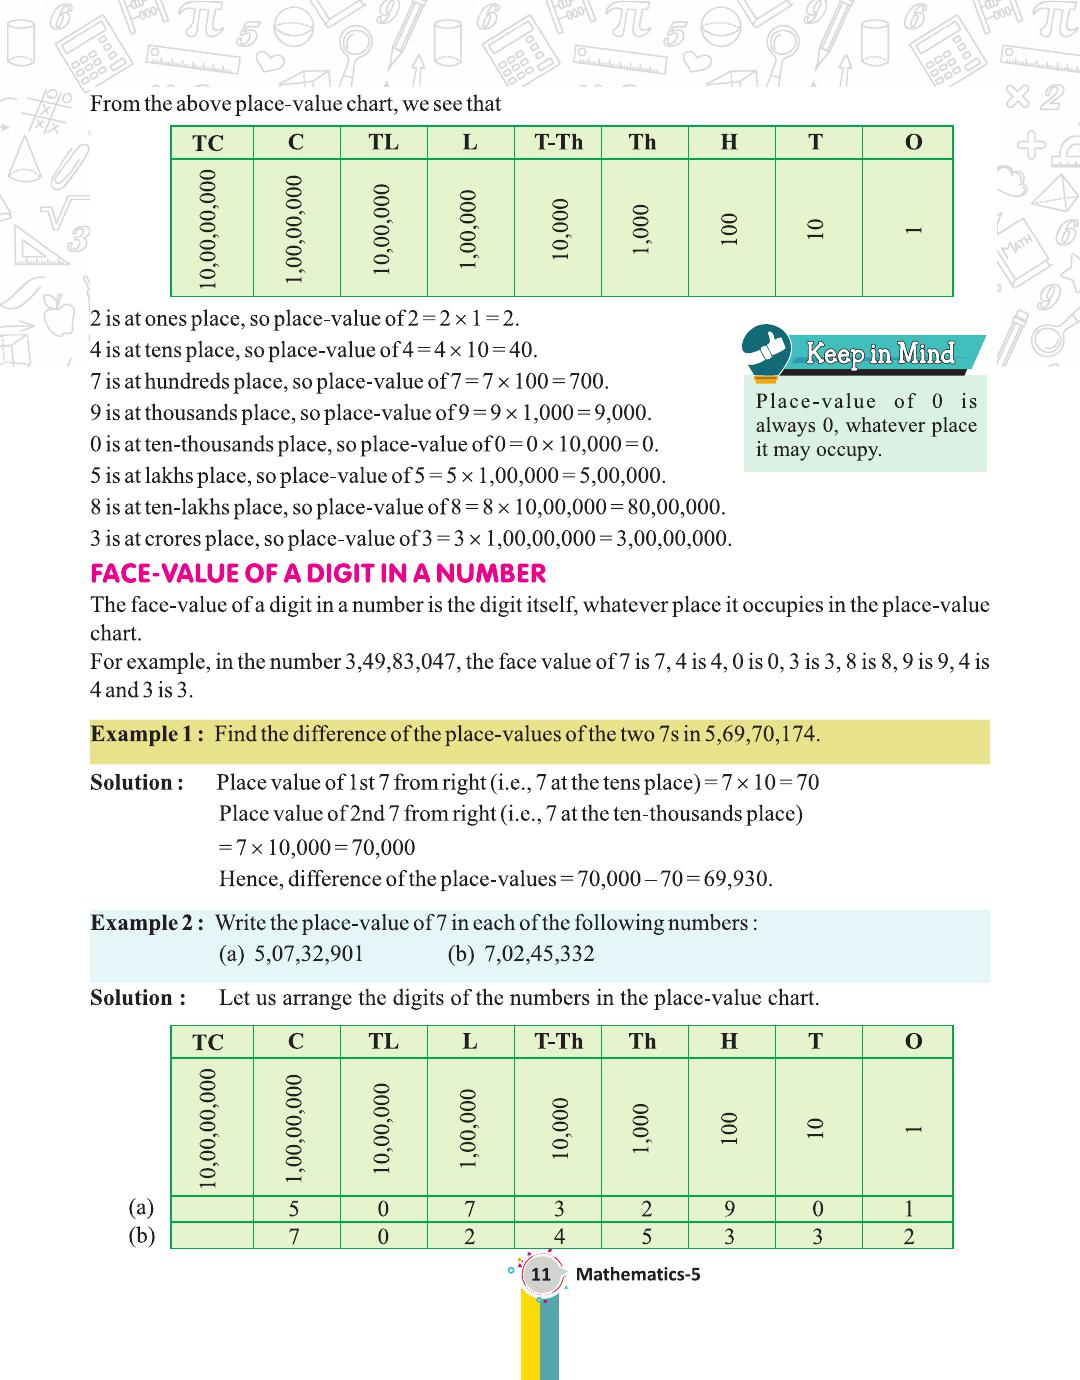 From the above place-value chart, we see that
TC C TL L T-Th Th H T O
10,00,00,000 1,00,00,000 10,00,000 1,00,000 10,000 1,000 100 10 1
2 is at ones place, so place-value of 2 = 2 × 1 = 2.
4 is at tens place, so place-value of 4 = 4 × 10 = 40.
7 is at hundreds place, so place-value of 7 = 7 × 100 = 700.
9 is at thousands place, so place-value of 9 = 9 × 1,000 = 9,000.
0 is at ten-thousands place, so place-value of 0 = 0 × 10,000 = 0.
5 is at lakhs place, so place-value of 5 = 5 × 1,00,000 = 5,00,000.
8 is at ten-lakhs place, so place-value of 8 = 8 × 10,00,000 = 80,00,000.
3 is at crores place, so place-value of 3 = 3 × 1,00,00,000 = 3,00,00,000.
Keep in Mind
Place-value of 0 is
always 0, whatever place
it may occupy.
FACE-VALUE OF A DIGIT IN A NUMBER
The face-value of a digit in a number is the digit itself, whatever place it occupies in the place-value
chart.
For example, in the number 3,49,83,047, the face value of 7 is 7, 4 is 4, 0 is 0, 3 is 3, 8 is 8, 9 is 9, 4 is
4 and 3 is 3.
Example 1 : Find the difference of the place-values of the two 7s in 5,69,70,174.
Solution : Place value of 1st 7 from right (i.e., 7 at the tens place) = 7 × 10 = 70
Place value of 2nd 7 from right (i.e., 7 at the ten-thousands place)
= 7 × 10,000 = 70,000
Hence, difference of the place-values = 70,000 – 70 = 69,930.
Example 2 : Write the place-value of 7 in each of the following numbers :
(a) 5,07,32,901 (b) 7,02,45,332
Solution : Let us arrange the digits of the numbers in the place-value chart.
TC C TL L T-Th Th H T O
10,00,00,000 1,00,00,000 10,00,000 1,00,000 10,000 1,000 100 10 1
(a) 5 0 7 3 2 9 0 1
(b) 7 0 2 4 5 3 3 2
11 Mathematics-5